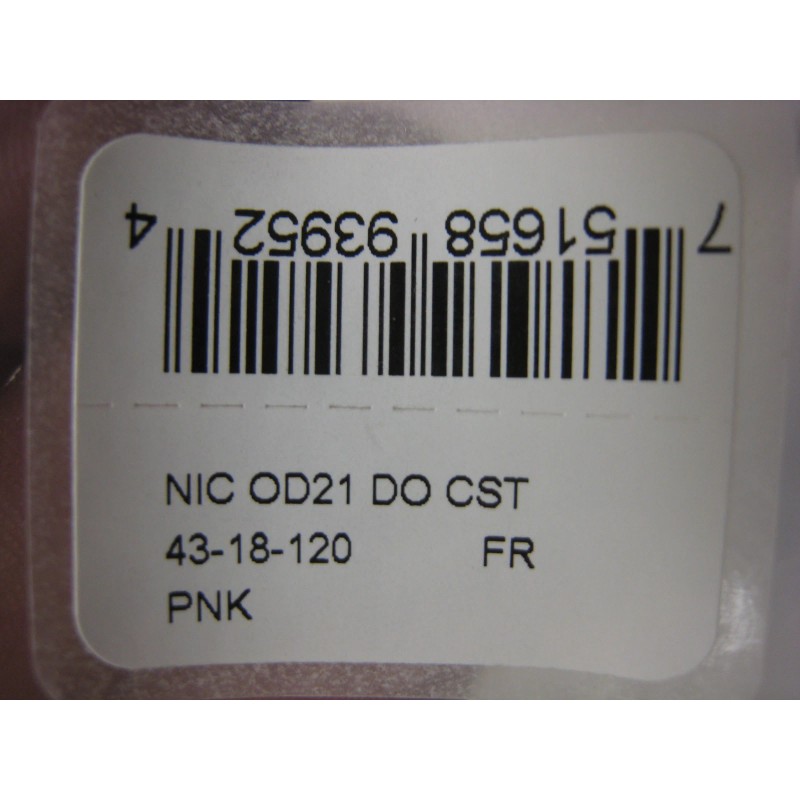 7 51658 93952 4
NIC OD21 DO CST
43-18-120 FR
PNK